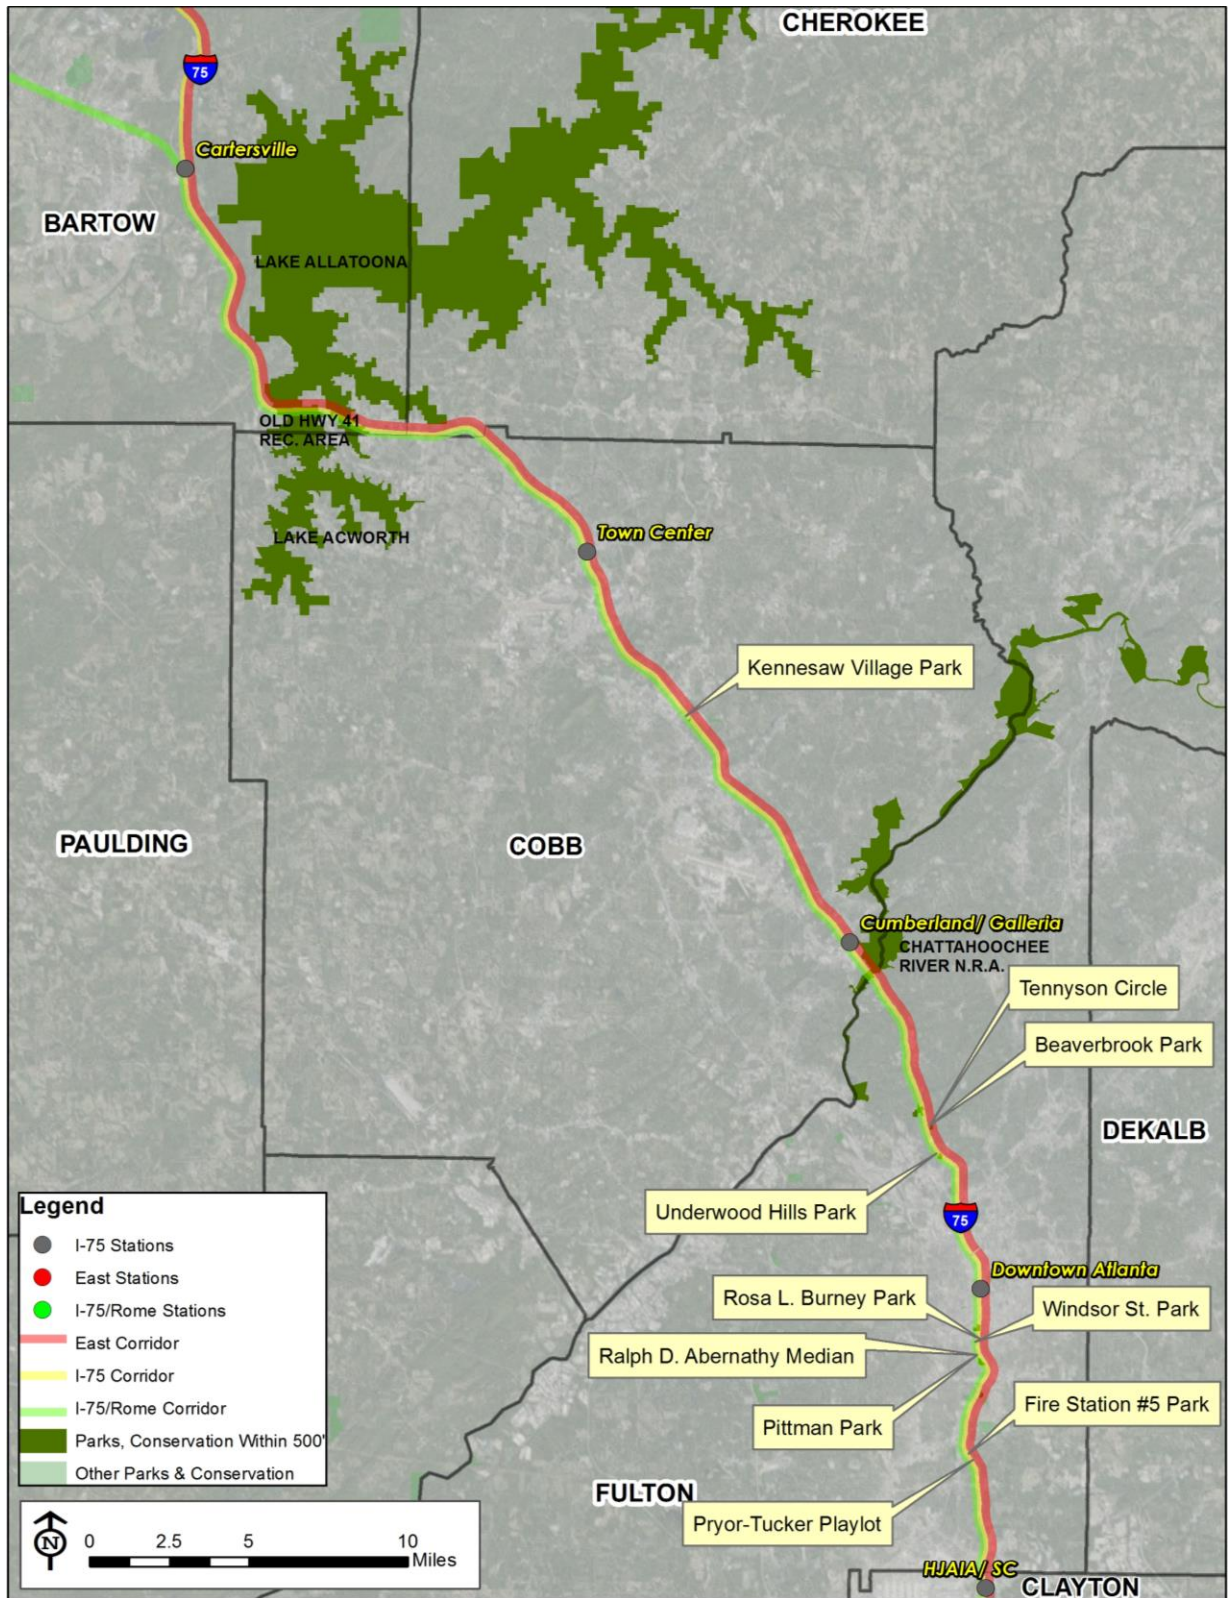 CHEROKEE
75
Cartersville
BARTOW
LAKE ALLATOONA
OLD HWY 41
REC. AREA
Town Center
LAKE ACWORTH
Kennesaw Village Park
PAULDING
COBB
Cumberland/ Galleria
CHATTAHOOCHEE
RIVER N.R.A.
Tennyson Circle
Beaverbrook Park
DEKALB
Underwood Hills Park
75
Downtown Atlanta
Rosa L. Burney Park
Windsor St. Park
Ralph D. Abernathy Median
Fire Station #5 Park
Pittman Park
FULTON
Pryor-Tucker Playlot
HJAIA/ SC
CLAYTON
Legend
I-75 Stations
East Stations
I-75/Rome Stations
East Corridor
I-75 Corridor
I-75/Rome Corridor
Parks, Conservation Within 500'
Other Parks & Conservation
N
0 2.5 5 10
Miles